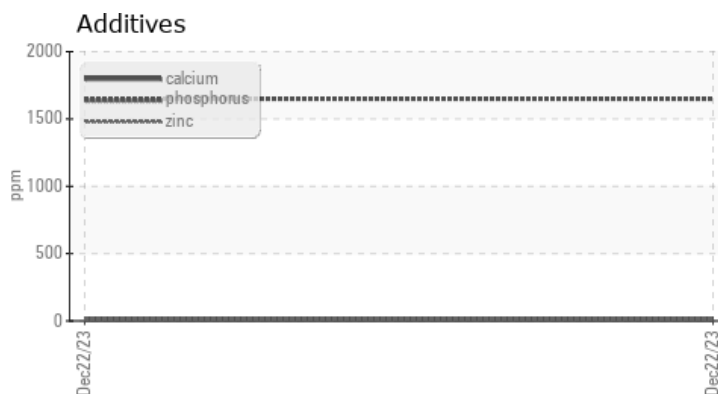 Additives
2000
calcium
phosphorus
zinc
1500
ppm
1000
500
0
Dec22/23
Dec22/23